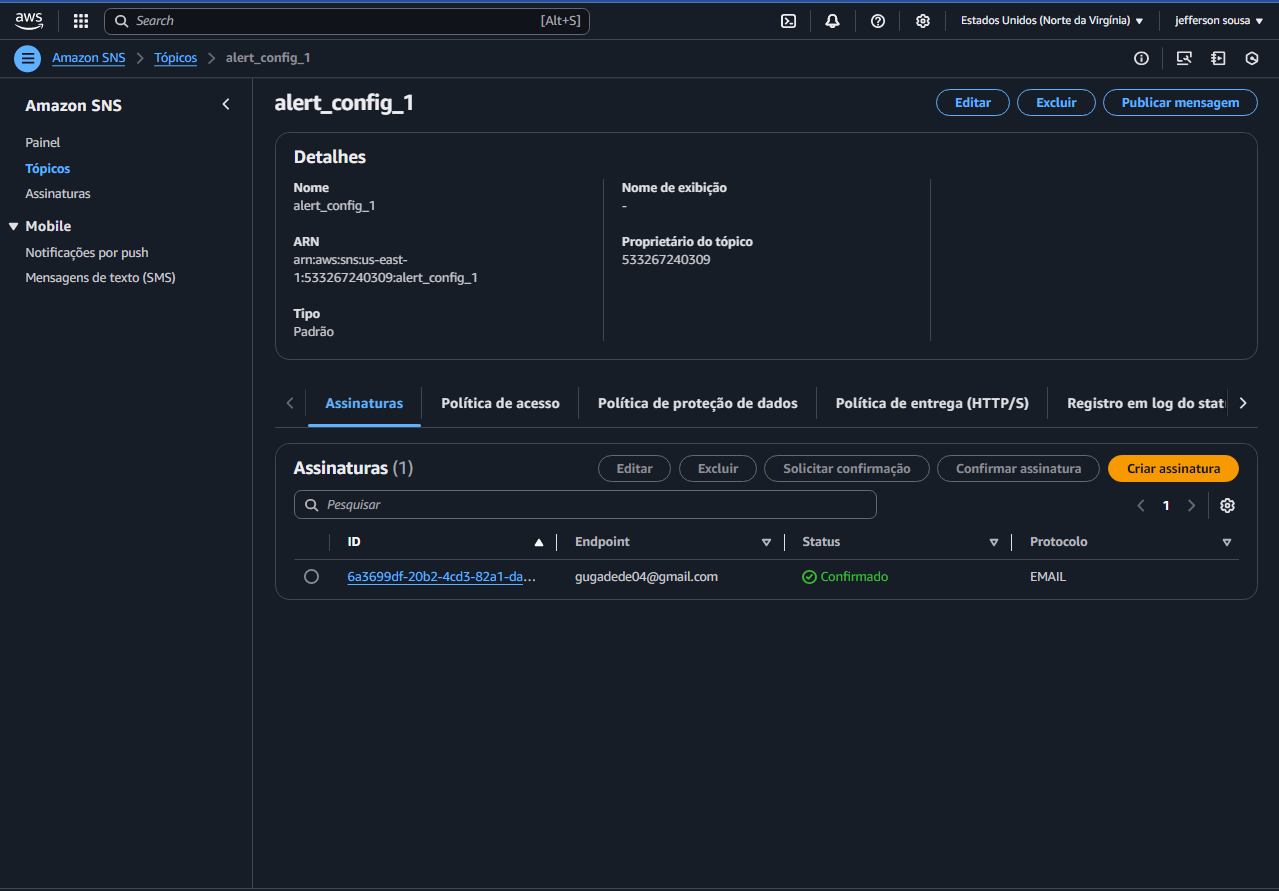 aws
Search [Alt+S]
Estados Unidos (Norte da Virgínia) jefferson sousa
Amazon SNS Tópicos alert_config_1
Amazon SNS
Painel
Tópicos
Assinaturas
Mobile
Notificações por push
Mensagens de texto (SMS)
alert_config_1
Editar Excluir Publicar mensagem
Detalhes
Nome
alert_config_1
ARN
arn:aws:sns:us-east-
1:533267240309:alert_config_1
Tipo
Padrão
Nome de exibição
-
Proprietário do tópico
533267240309
Assinaturas Política de acesso Política de proteção de dados Política de entrega (HTTP/S) Registro em log do stat
Assinaturas (1)
Editar Excluir Solicitar confirmação Confirmar assinatura Criar assinatura
Pesquisar
1
ID Endpoint Status Protocolo
6a3699df-20b2-4cd3-82a1-da... gugadede04@gmail.com Confirmado EMAIL